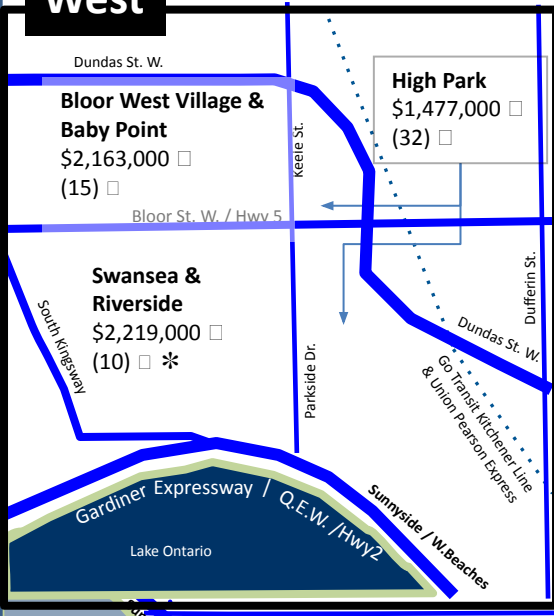 West
Dundas St. W.
Bloor West Village &
Baby Point
$2,163,000 □
(15) □
Keele St.
High Park
$1,477,000 □
(32) □
Bloor St. W. / Hwy 5
Swansea &
Riverside
$2,219,000 □
(10) □ *
South Kingsway
Parkside Dr.
Dufferin St.
Dundas St. W.
Go Transit Kitchener Line
& Union Pearson Express
Gardiner Expressway / Q.E.W. /Hwy2
Sunnyside / W.Beaches
Lake Ontario